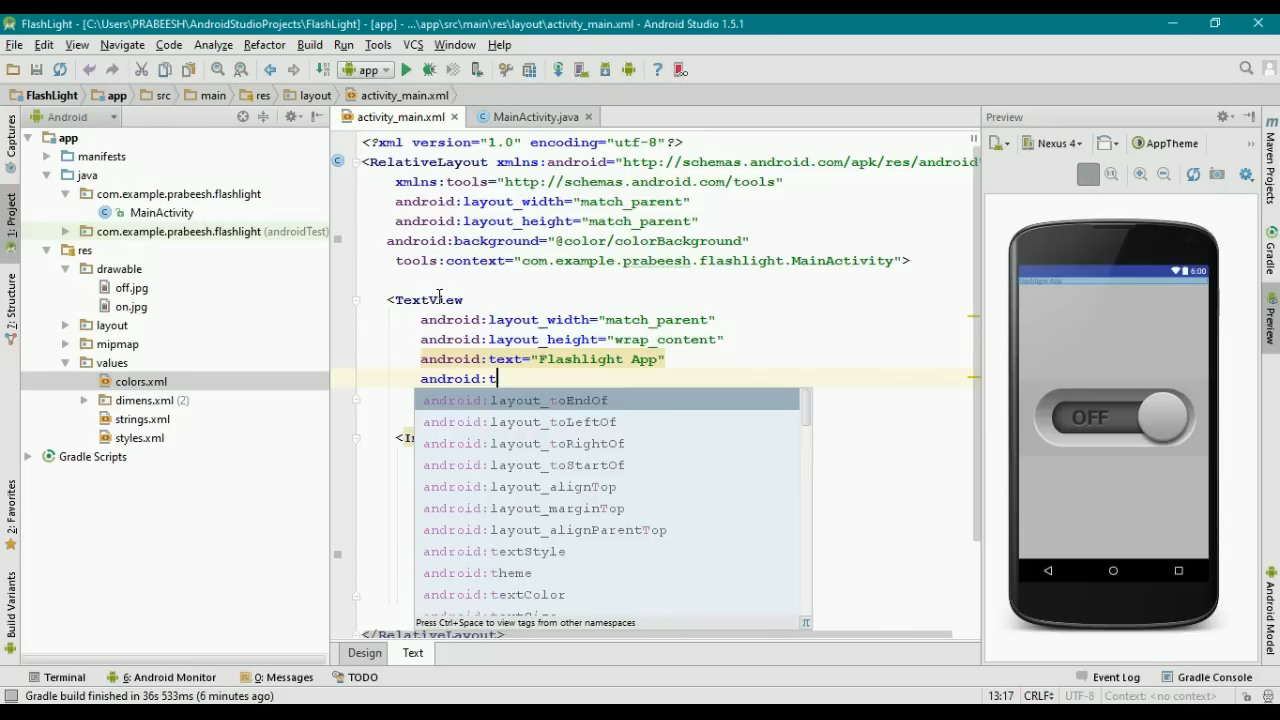 FlashLight - [C:\Users\PRABEESH\AndroidStudioProjects\FlashLight] - [app] - ...\app\src\main\res\layout\activity_main.xml - Android Studio 1.5.1
File Edit View Navigate Code Analyze Refactor Build Run Tools VCS Window Help
app
FlashLight app src main res layout activity_main.xml
Android
activity_main.xml MainActivity.java
Preview
Nexus 4 AppTheme
app
manifests
java
com.example.prabeesh.flashlight
MainActivity
com.example.prabeesh.flashlight (androidTest)
res
drawable
off.jpg
on.jpg
layout
mipmap
values
colors.xml
dimens.xml (2)
strings.xml
styles.xml
Gradle Scripts
Captures
1: Project
7: Structure
2: Favorites
Build Variants
<?xml version="1.0" encoding="utf-8"?>
<RelativeLayout xmlns:android="http://schemas.android.com/apk/res/android"
xmlns:tools="http://schemas.android.com/tools"
android:layout_width="match_parent"
android:layout_height="match_parent"
android:background="@color/colorBackground"
tools:context="com.example.prabeesh.flashlight.MainActivity">
<TextView
android:layout_width="match_parent"
android:layout_height="wrap_content"
android:text="Flashlight App"
android:t
android:layout_toEndOf
android:layout_toLeftOf
android:layout_toRightOf
android:layout_toStartOf
android:layout_alignTop
android:layout_marginTop
android:layout_alignParentTop
android:textStyle
android:theme
android:textColor
android:textSize
Press Ctrl+Space to view tags from other namespaces
<I
</RelativeLayout>
Design Text
6:00
Flashlight App
OFF
Maven Projects
Gradle
Preview
Android Model
Terminal 6: Android Monitor 0: Messages TODO Event Log Gradle Console
Gradle build finished in 36s 533ms (6 minutes ago) 13:17 CRLF UTF-8 Context: <no context>